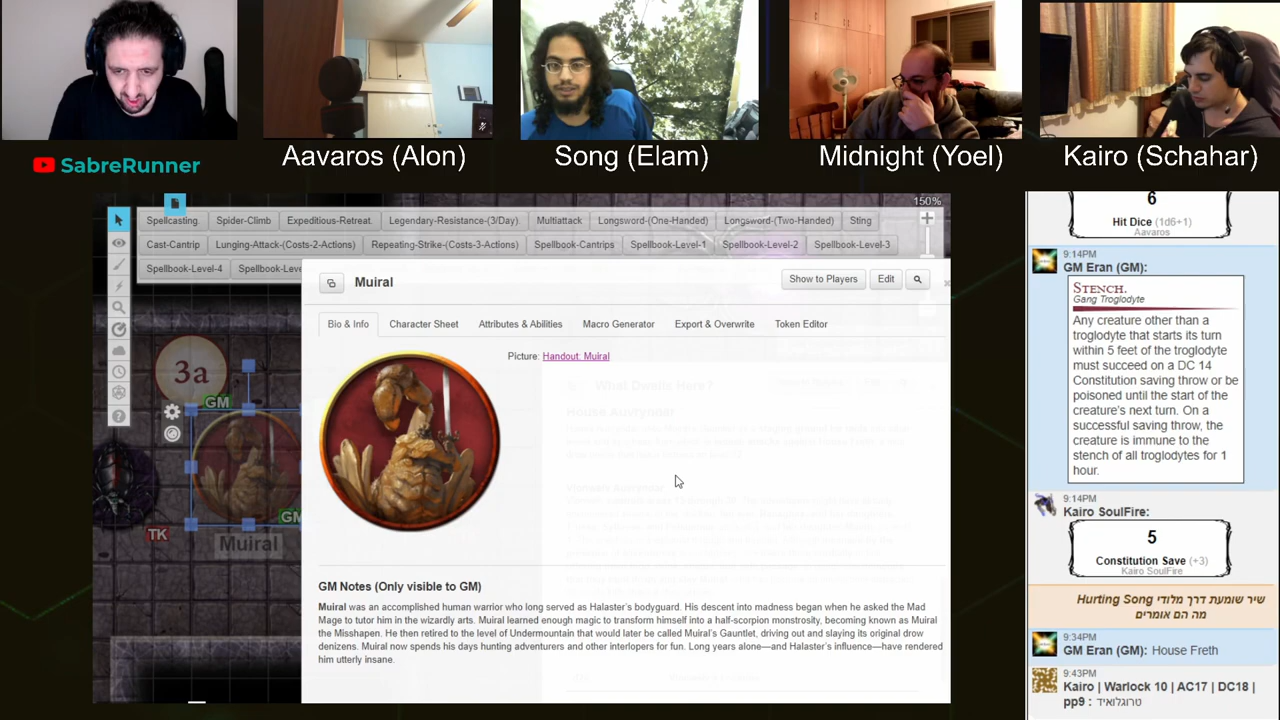 SabreRunner
Aavaros (Alon)
Song (Elam)
Midnight (Yoel)
Kairo (Schahar)
150%
Spellcasting
Spider-Climb
Expeditious-Retreat
Legendary-Resistance-(3/Day)
Multiattack
Longsword-(One-Handed)
Longsword-(Two-Handed)
Sting
Cast-Cantrip
Lunging-Attack-(Costs-2-Actions)
Repeating-Strike-(Costs-3-Actions)
Spellbook-Cantrips
Spellbook-Level-1
Spellbook-Level-2
Spellbook-Level-3
Spellbook-Level-4
Muiral
Show to Players
Edit
Bio & Info
Character Sheet
Attributes & Abilities
Macro Generator
Export & Overwrite
Token Editor
Picture: Handout: Muiral
What Dwells Here?
House Auvryndar
3a
GM
GM
TK
Muiral
GM Notes (Only visible to GM)
Muiral was an accomplished human warrior who long served as Halaster's bodyguard. His descent into madness began when he asked the Mad
Mage to tutor him in the wizardly arts. Muiral learned enough magic to transform himself into a half-scorpion monstrosity, becoming known as Muiral
the Misshapen. He then retired to the level of Undermountain that would later be called Muiral's Gauntlet, driving out and slaying its original drow
denizens. Muiral now spends his days hunting adventurers and other interlopers for fun. Long years alone—and Halaster's influence—have rendered
him utterly insane.
6
Hit Dice (1d6+1)
Aavaros
9:14PM
GM Eran (GM):
Stench.
Gang Troglodyte
Any creature other than a
troglodyte that starts its turn
within 5 feet of the troglodyte
must succeed on a DC 14
Constitution saving throw or be
poisoned until the start of the
creature's next turn. On a
successful saving throw, the
creature is immune to the
stench of all troglodytes for 1
hour.
9:14PM
Kairo SoulFire:
5
Constitution Save (+3)
Kairo SoulFire
Hurting Song שיר שומעת דרך מלודי
מה הם אומרים
9:34PM
GM Eran (GM): House Freth
9:43PM
Kairo | Warlock 10 | AC17 | DC18 |
pp9 : טרוגלואיד